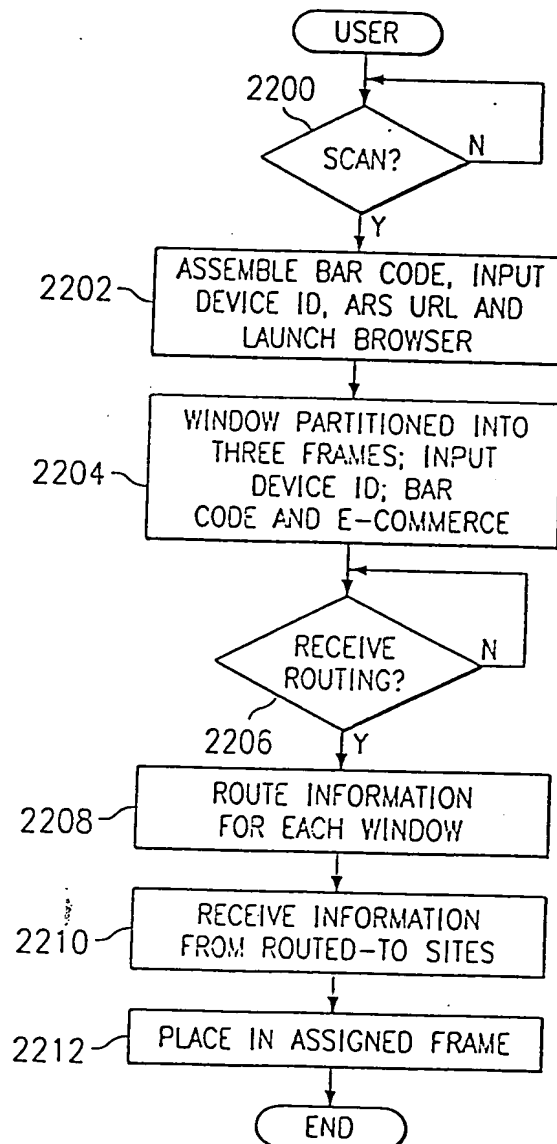 USER
2200
SCAN?
N
Y
2202
ASSEMBLE BAR CODE, INPUT
DEVICE ID, ARS URL AND
LAUNCH BROWSER
2204
WINDOW PARTITIONED INTO
THREE FRAMES; INPUT
DEVICE ID; BAR
CODE AND E-COMMERCE
RECEIVE
ROUTING?
N
2206
Y
2208
ROUTE INFORMATION
FOR EACH WINDOW
2210
RECEIVE INFORMATION
FROM ROUTED-TO SITES
2212
PLACE IN ASSIGNED FRAME
END